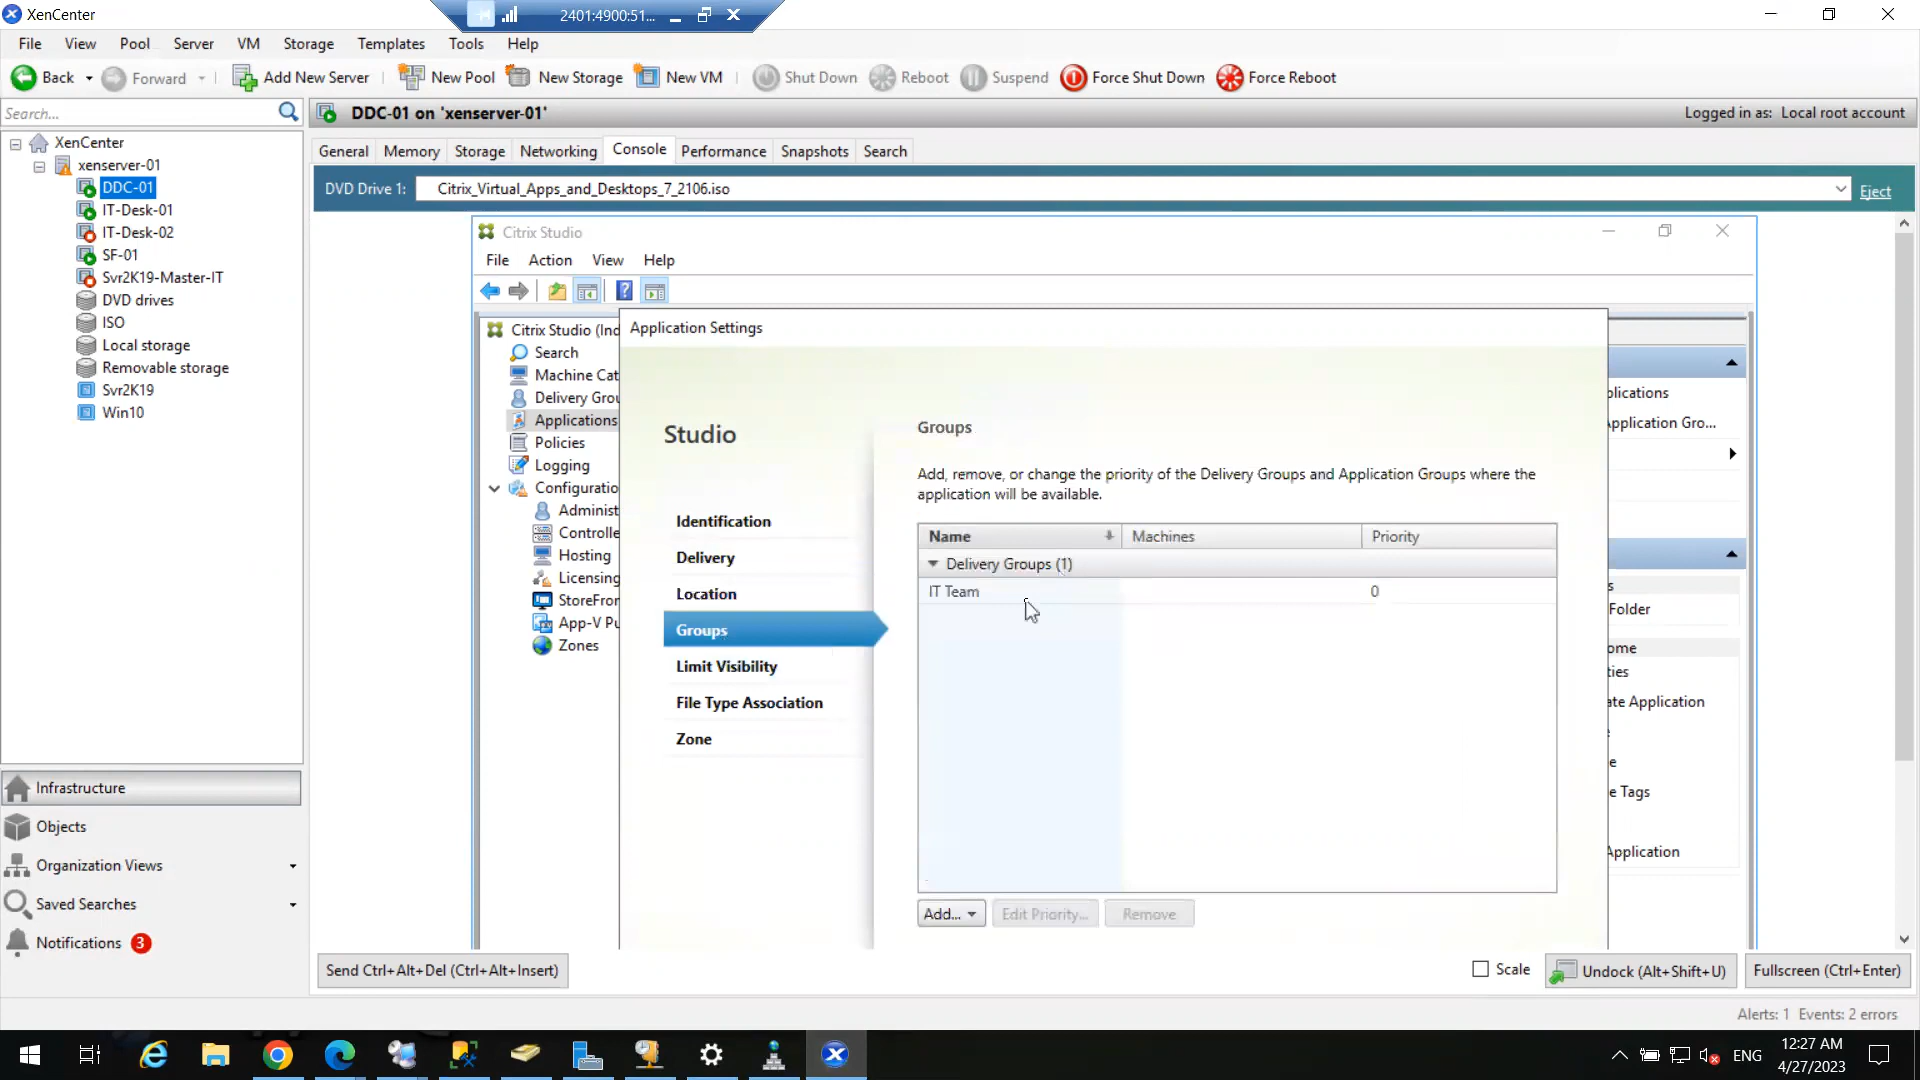 XenCenter
2401:4900:51...
File View Pool Server VM Storage Templates Tools Help
Back Forward Add New Server New Pool New Storage New VM Shut Down Reboot Suspend Force Shut Down Force Reboot
Search...
DDC-01 on 'xenserver-01'
Logged in as: Local root account
XenCenter
xenserver-01
DDC-01
IT-Desk-01
IT-Desk-02
SF-01
Svr2K19-Master-IT
DVD drives
ISO
Local storage
Removable storage
Svr2K19
Win10
General Memory Storage Networking Console Performance Snapshots Search
DVD Drive 1: Citrix_Virtual_Apps_and_Desktops_7_2106.iso Eject
Citrix Studio
File Action View Help
Citrix Studio (Ind
Search
Machine Cat
Delivery Grou
Applications
Policies
Logging
Configuratio
Administ
Controlle
Hosting
Licensing
StoreFron
App-V Pu
Zones
Application Settings
Studio
Identification
Delivery
Location
Groups
Limit Visibility
File Type Association
Zone
Groups
Add, remove, or change the priority of the Delivery Groups and Application Groups where the
application will be available.
Name Machines Priority
Delivery Groups (1)
IT Team 0
Add... Edit Priority... Remove
plications
Application Gro...
s
Folder
ome
ties
ate Application
e
e Tags
Application
Infrastructure
Objects
Organization Views
Saved Searches
Notifications 3
Send Ctrl+Alt+Del (Ctrl+Alt+Insert)
Scale Undock (Alt+Shift+U) Fullscreen (Ctrl+Enter)
Alerts: 1 Events: 2 errors
ENG
12:27 AM
4/27/2023